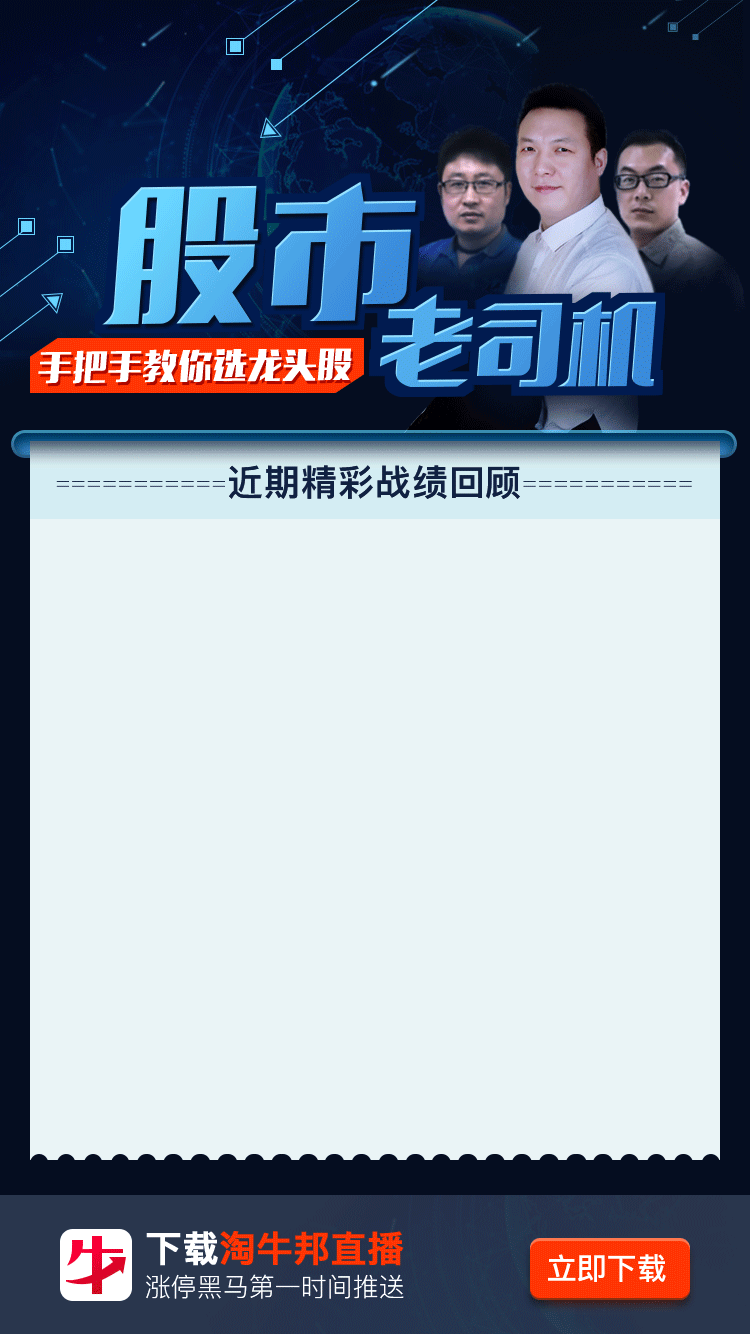 股市
老司机
手把手教你选龙头股
===========近期精彩战绩回顾===========
牛
下载淘牛邦直播
涨停黑马第一时间推送
立即下载